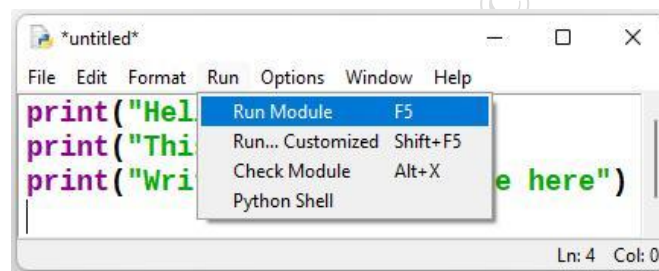 *untitled*
File Edit Format Run Options Window Help
print("Hel
print("Thi
print("Wri e here")
Run Module F5
Run... Customized Shift+F5
Check Module Alt+X
Python Shell
Ln: 4 Col: 0